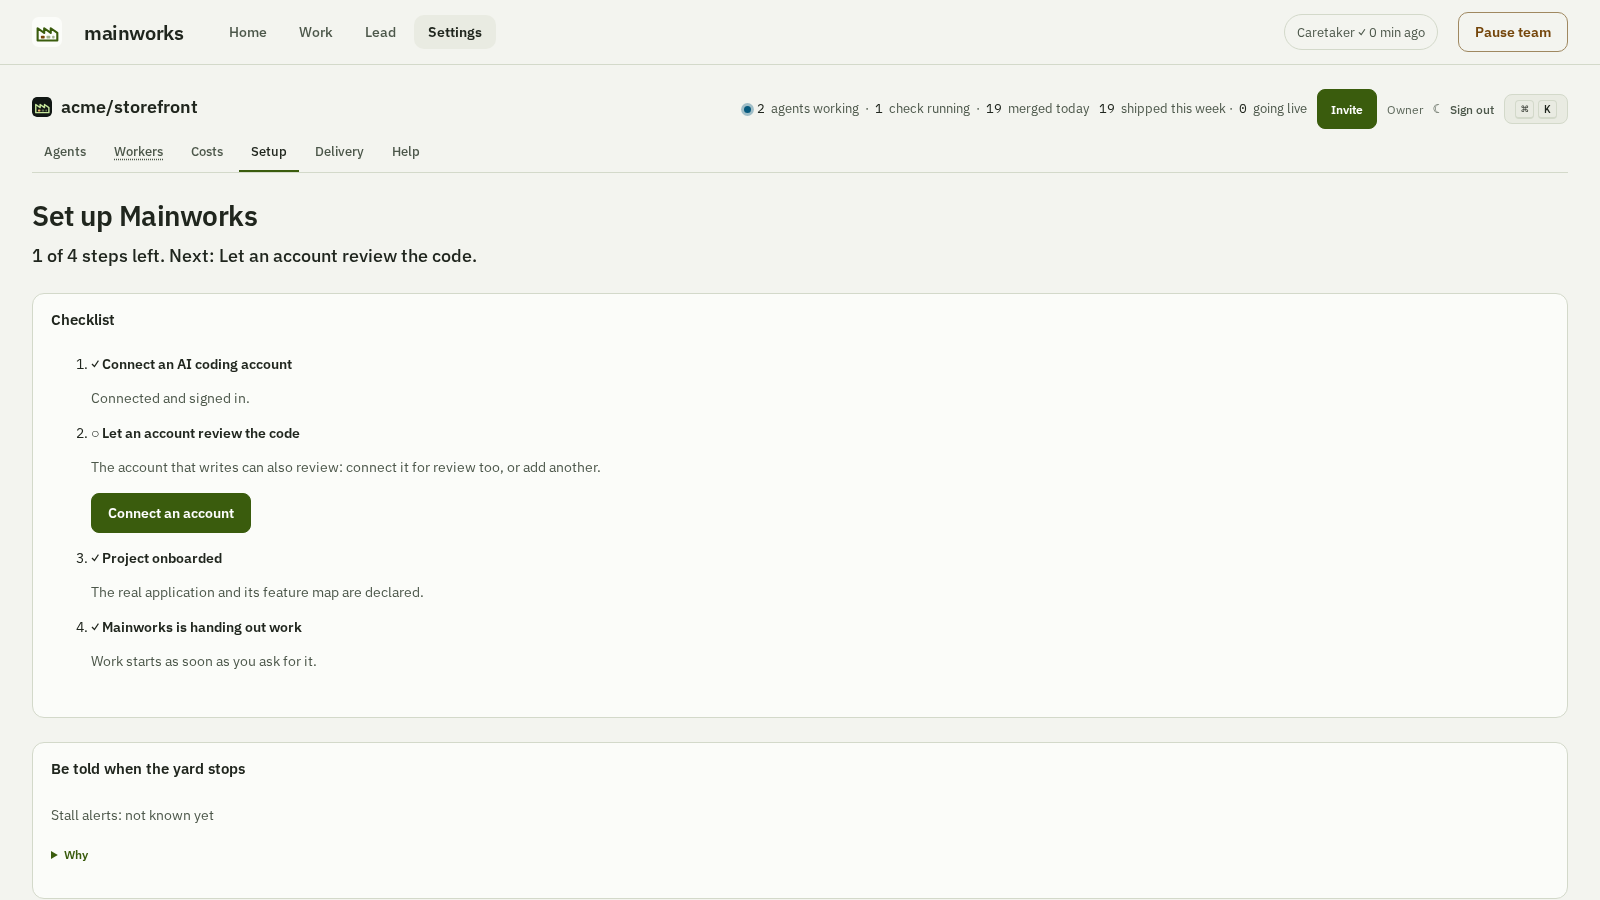 mainworks
Home
Work
Lead
Settings
Caretaker ✓ 0 min ago
Pause team
acme/storefront
2 agents working · 1 check running · 19 merged today 19 shipped this week · 0 going live
Invite
Owner
☾ Sign out
⌘ K
Agents
Workers
Costs
Setup
Delivery
Help
Set up Mainworks
1 of 4 steps left. Next: Let an account review the code.
Checklist
1. ✓ Connect an AI coding account
Connected and signed in.
2. ○ Let an account review the code
The account that writes can also review: connect it for review too, or add another.
Connect an account
3. ✓ Project onboarded
The real application and its feature map are declared.
4. ✓ Mainworks is handing out work
Work starts as soon as you ask for it.
Be told when the yard stops
Stall alerts: not known yet
▶ Why